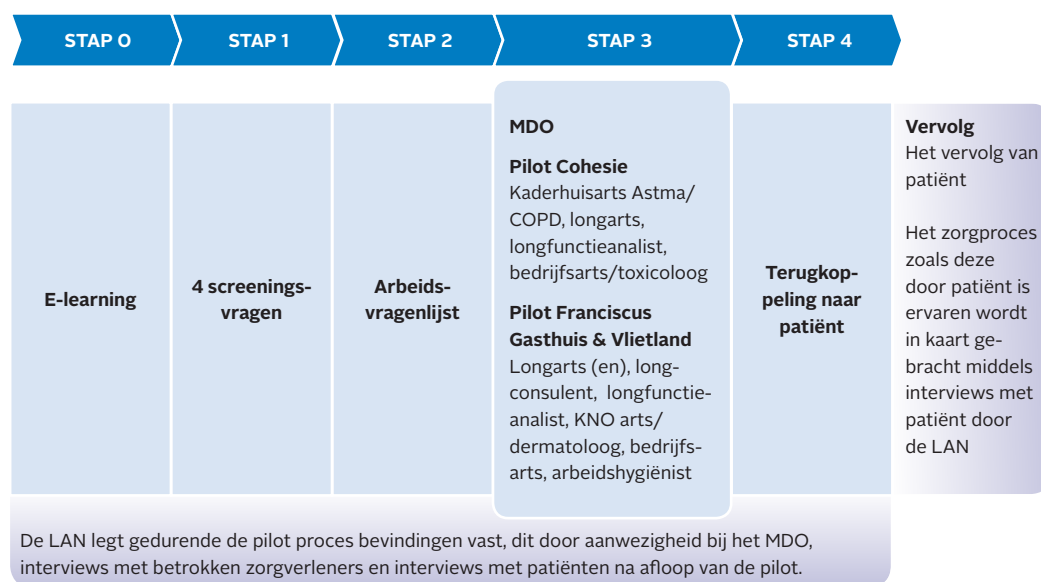 STAP 0
STAP 1
STAP 2
STAP 3
STAP 4
E-learning
4 screenings-
vragen
Arbeids-
vragenlijst
MDO
Pilot Cohesie
Kaderhuisarts Astma/
COPD, longarts,
longfunctieanalist,
bedrijfsarts/toxicoloog
Pilot Franciscus
Gasthuis & Vlietland
Longarts (en), long-
consulent, longfunctie-
analist, KNO arts/
dermatoloog, bedrijfs-
arts, arbeidshygiënist
Terugkop-
peling naar
patiënt
Vervolg
Het vervolg van
patiënt
Het zorgproces
zoals deze
door patiënt is
ervaren wordt
in kaart ge-
bracht middels
interviews met
patiënt door
de LAN
De LAN legt gedurende de pilot proces bevindingen vast, dit door aanwezigheid bij het MDO,
interviews met betrokken zorgverleners en interviews met patiënten na afloop van de pilot.